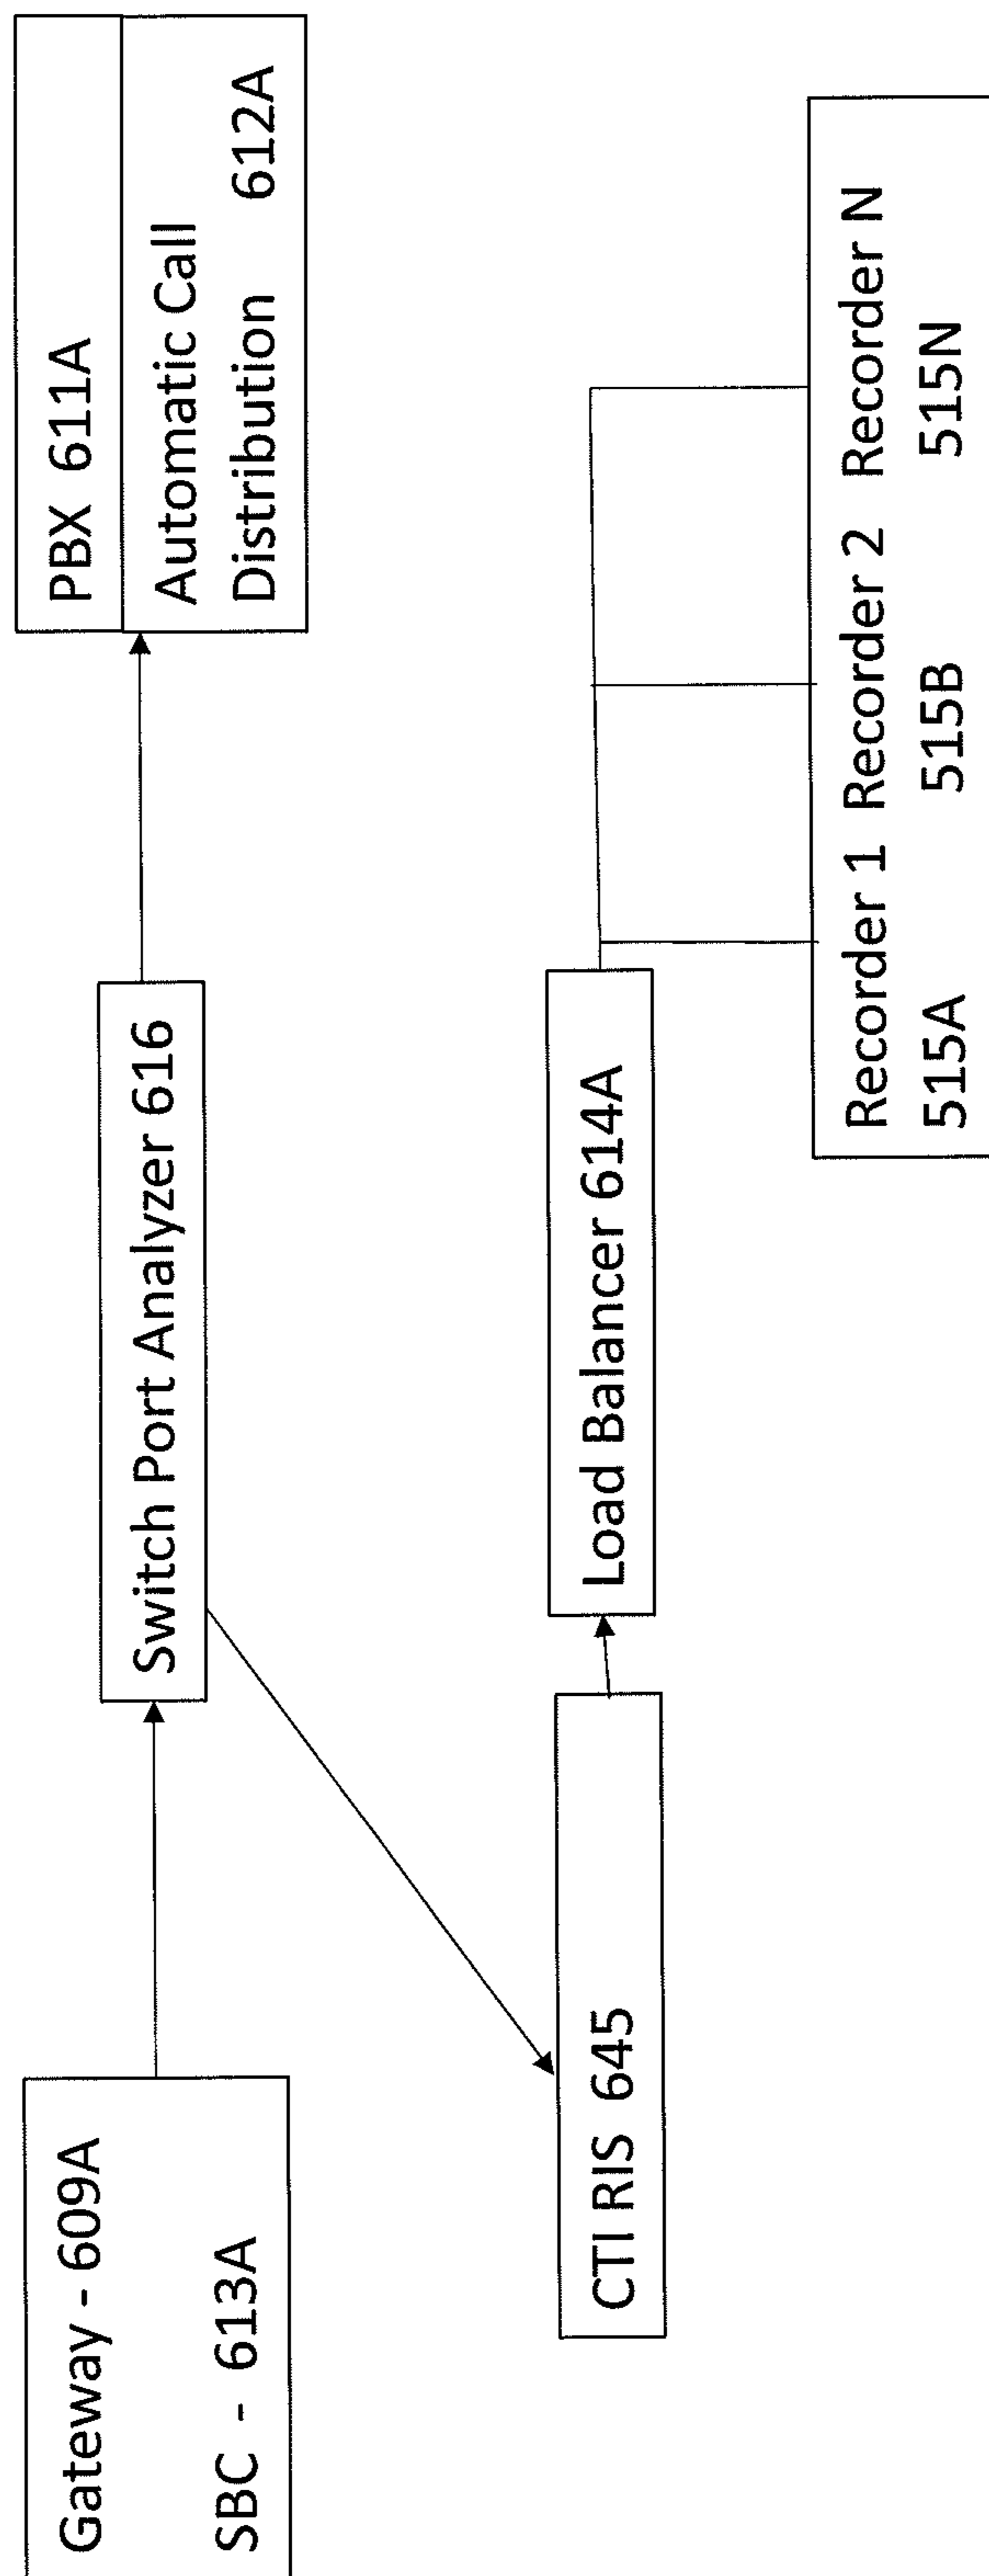 Gateway - 609A
SBC - 613A
Switch Port Analyzer 616
PBX 611A
Automatic Call
Distribution 612A
CTI RIS 645
Load Balancer 614A
Recorder 1 Recorder 2 Recorder N
515A 515B 515N